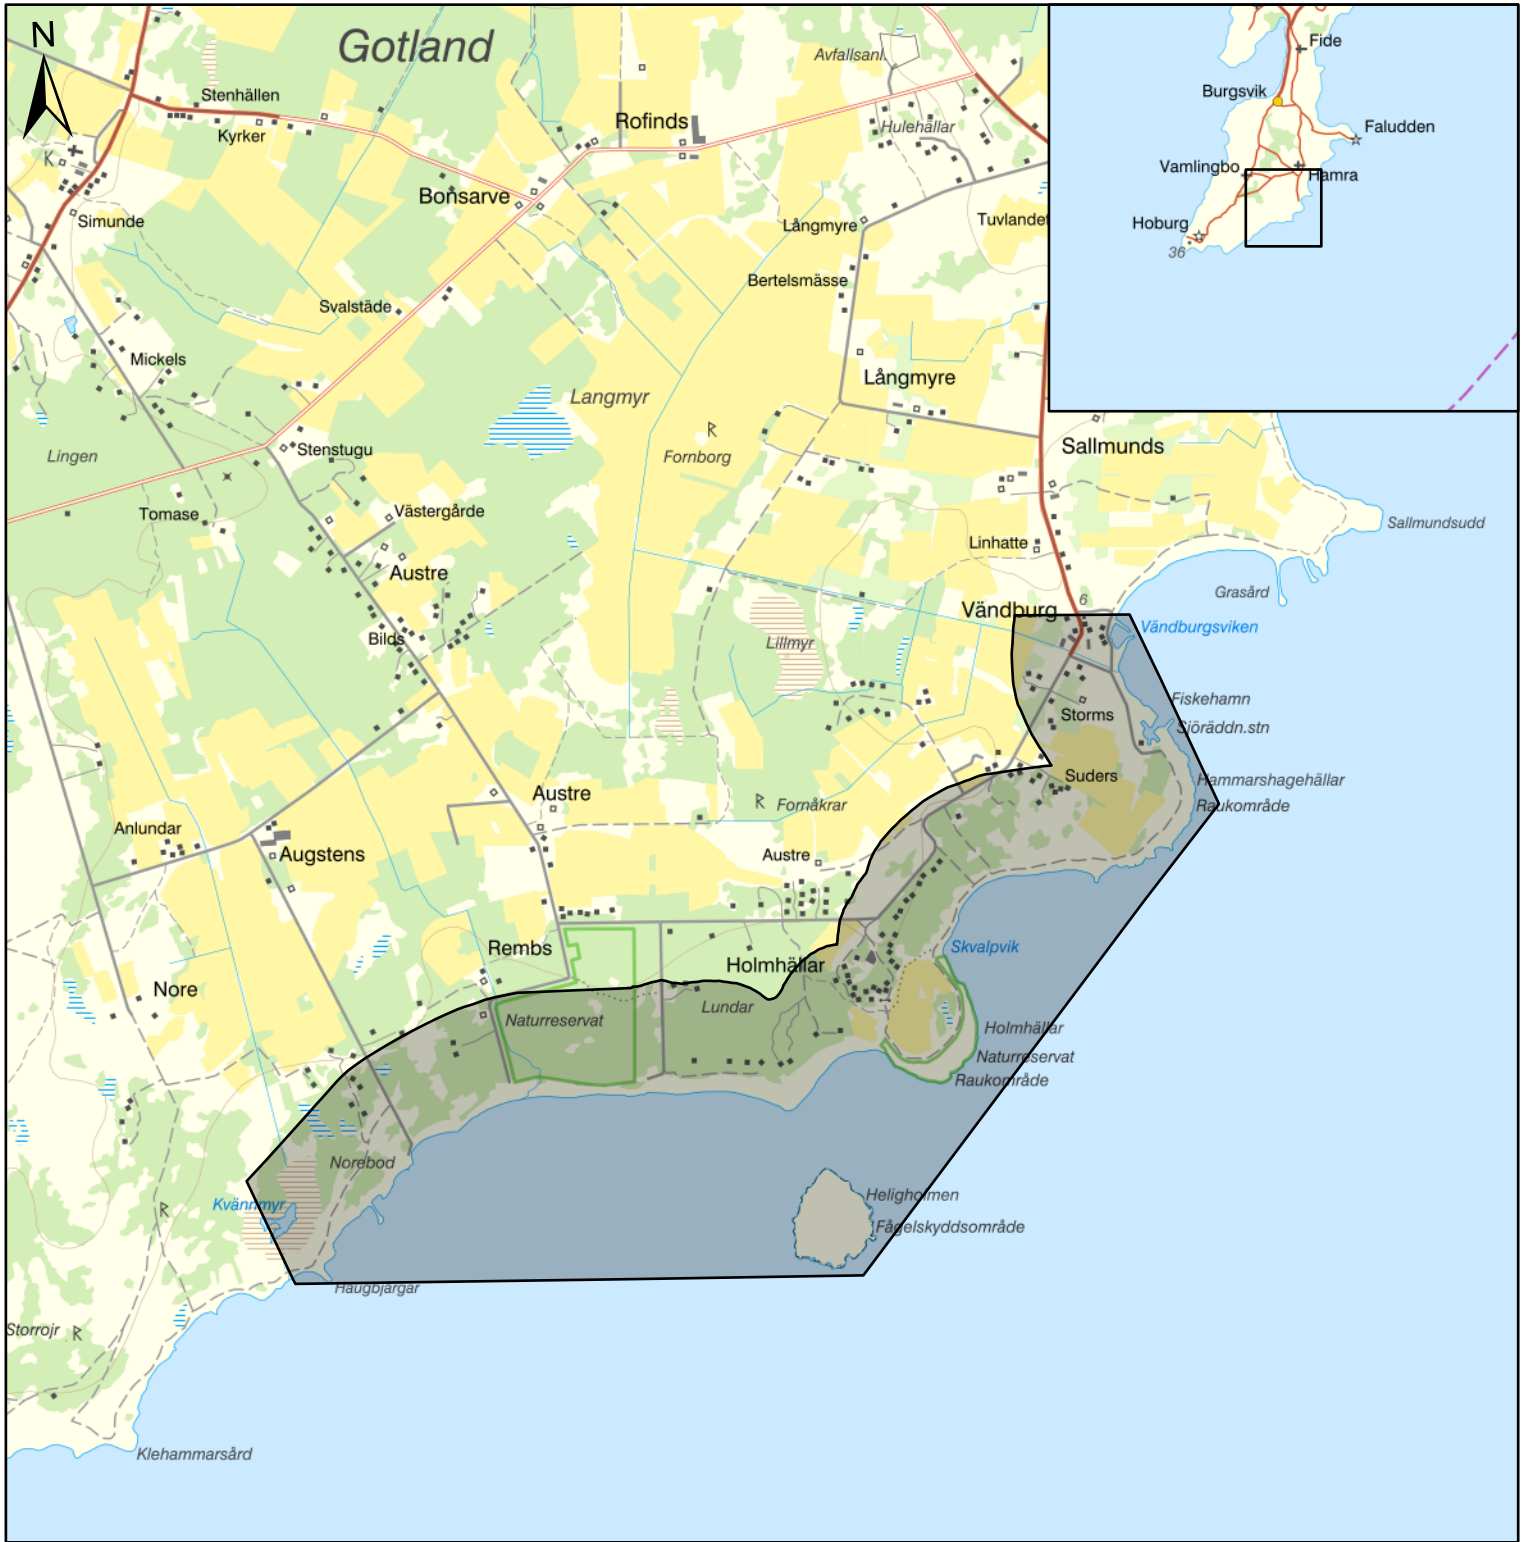 N
Gotland
Avfallsanl.
Stenhällen
Kyrker
Rofinds
Hulehällar
K
Bonsarve
Simunde
Långmyre
Tuvlandet
Bertelsmässe
Svalstäde
Mickels
Långmyre
Langmyr
Lingen
Stenstugu
R
Fornborg
Sallmunds
Tomase
Västergårde
Linhatte
Sallmundsudd
Austre
Grasård
Vändburg
6
Vändburgsviken
Bilds
Lillmyr
Fiskehamn
Storms
Sjöräddn.stn
Suders
Hammarshagehällar
Raukområde
Austre
R
Fornåkrar
Anlundar
Augstens
Austre
Rembs
Holmhällar
Skvalpvik
Nore
Lundar
Naturreservat
Holmhällar
Naturreservat
Raukområde
Norebod
Kvännmyr
R
Heligholmen
Fågelskyddsområde
Haugbjärgar
Storrojr
R
Klehammarsård
Fide
Burgsvik
Faludden
Vamlingbo
Hamra
Hoburg
36